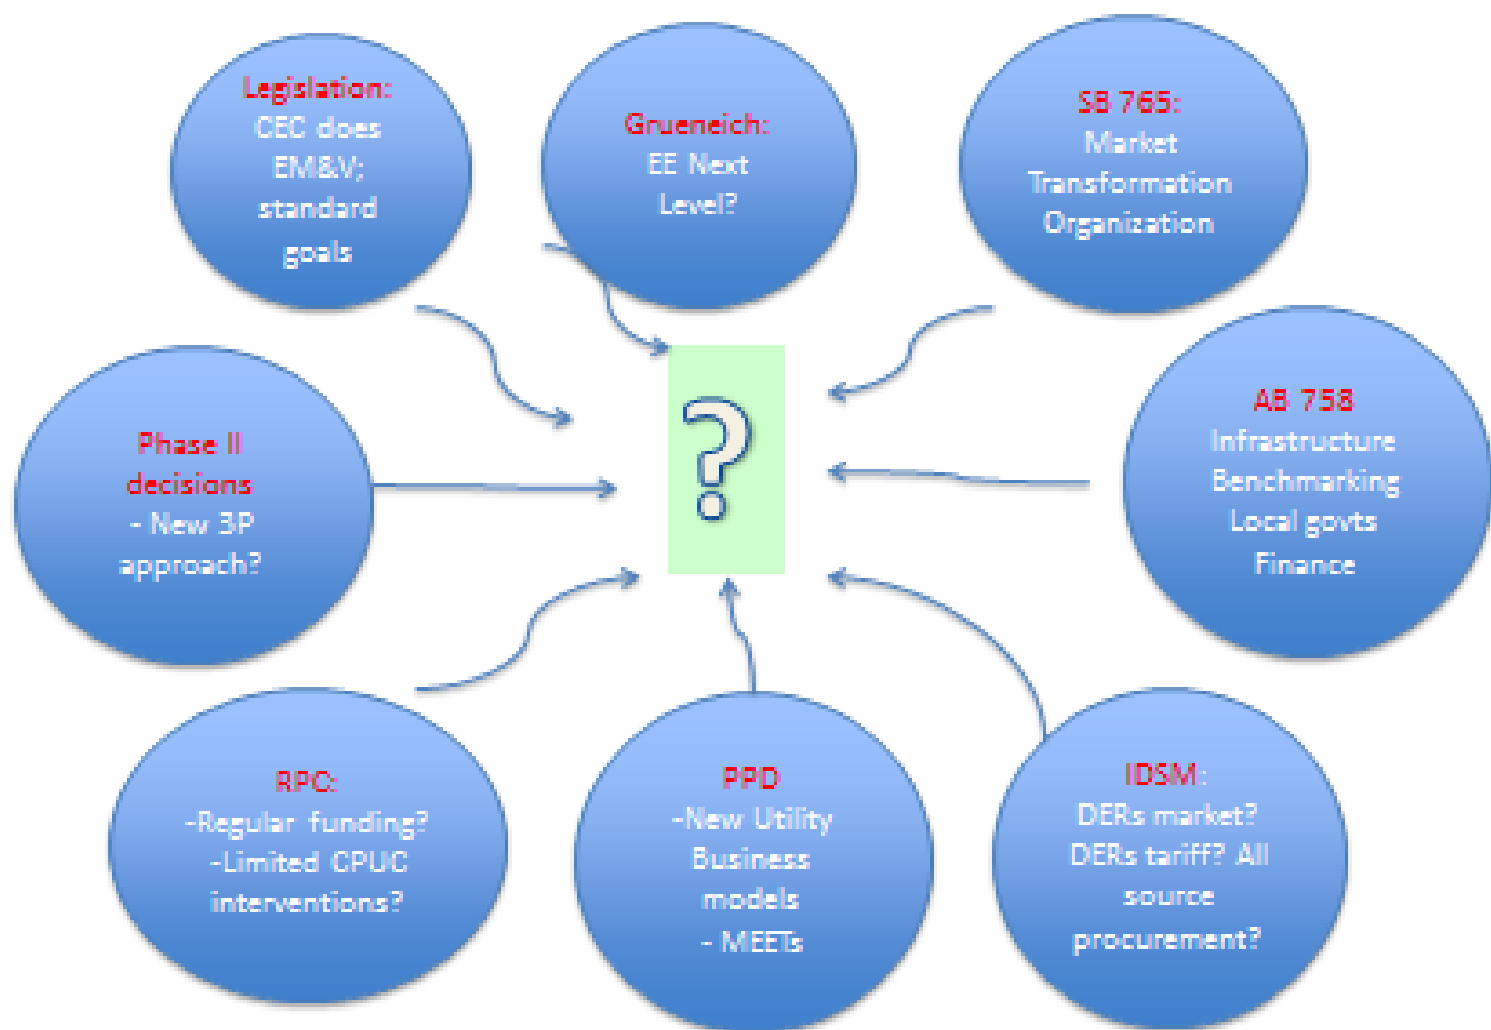 Legislation:
CEC does
EM&V;
standard
goals
Grueneich:
EE Next
Level?
SB 765:
Market
Transformation
Organization
Phase II
decisions
- New 3P
approach?
?
AB 758
Infrastructure
Benchmarking
Local govts
Finance
RPC:
-Regular funding?
-Limited CPUC
interventions?
PPD
-New Utility
Business
models
- MEETs
IDSM:
DERs market?
DERs tariff? All
source
procurement?